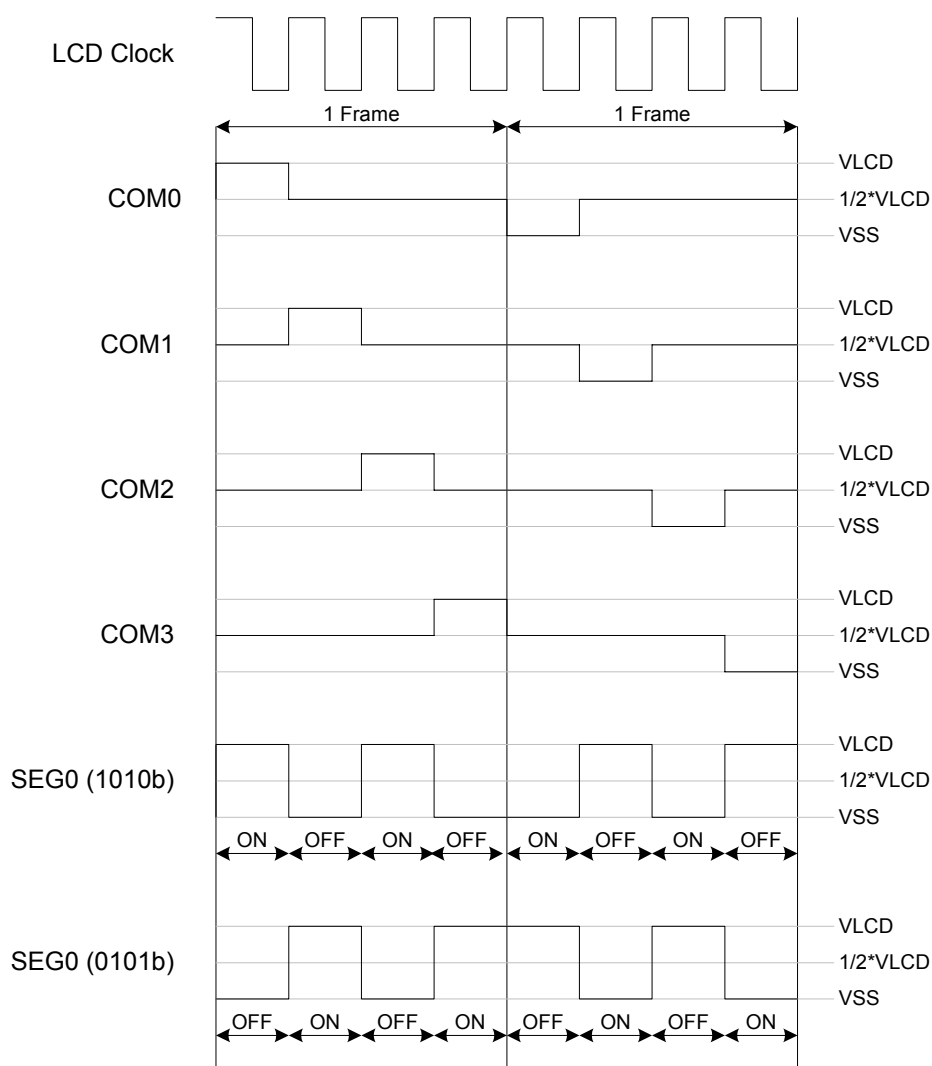 LCD Clock
1 Frame 1 Frame
VLCD
COM0 1/2*VLCD
VSS
VLCD
COM1 1/2*VLCD
VSS
VLCD
COM2 1/2*VLCD
VSS
VLCD
COM3 1/2*VLCD
VSS
VLCD
SEG0 (1010b) 1/2*VLCD
VSS
ON OFF ON OFF ON OFF ON OFF
VLCD
SEG0 (0101b) 1/2*VLCD
VSS
OFF ON OFF ON OFF ON OFF ON